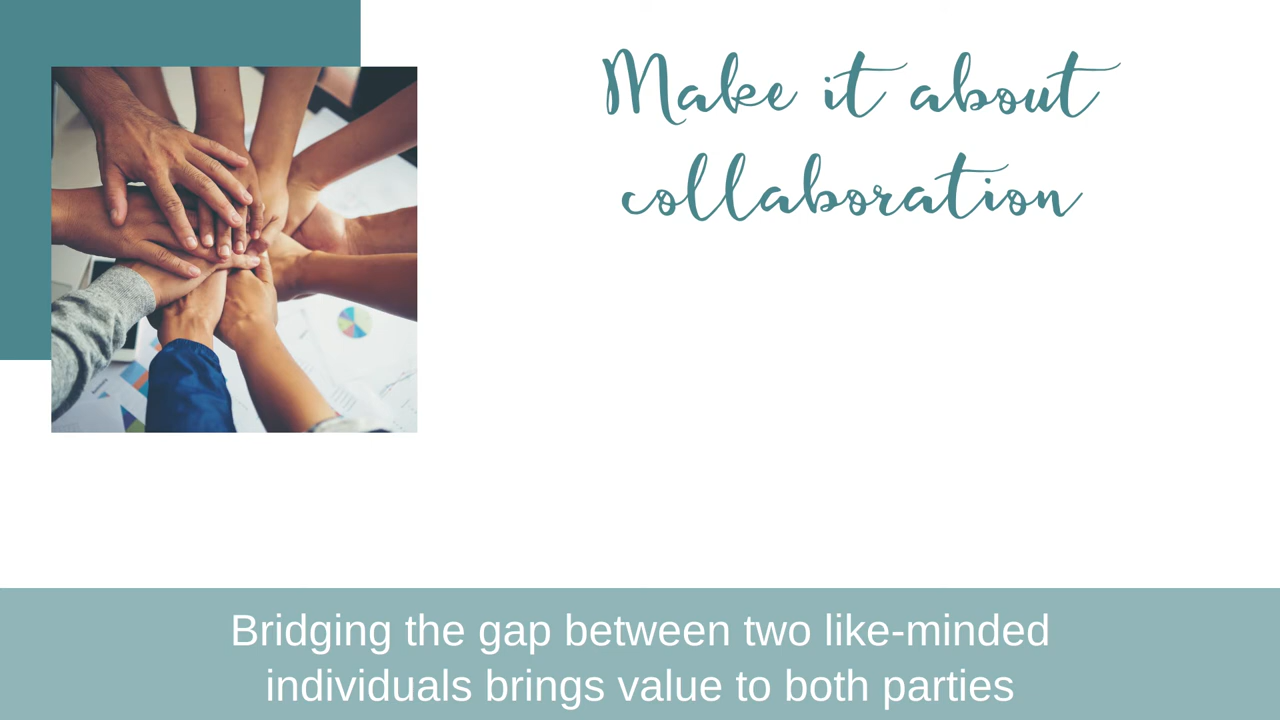 Make it about
collaboration
Bridging the gap between two like-minded
individuals brings value to both parties